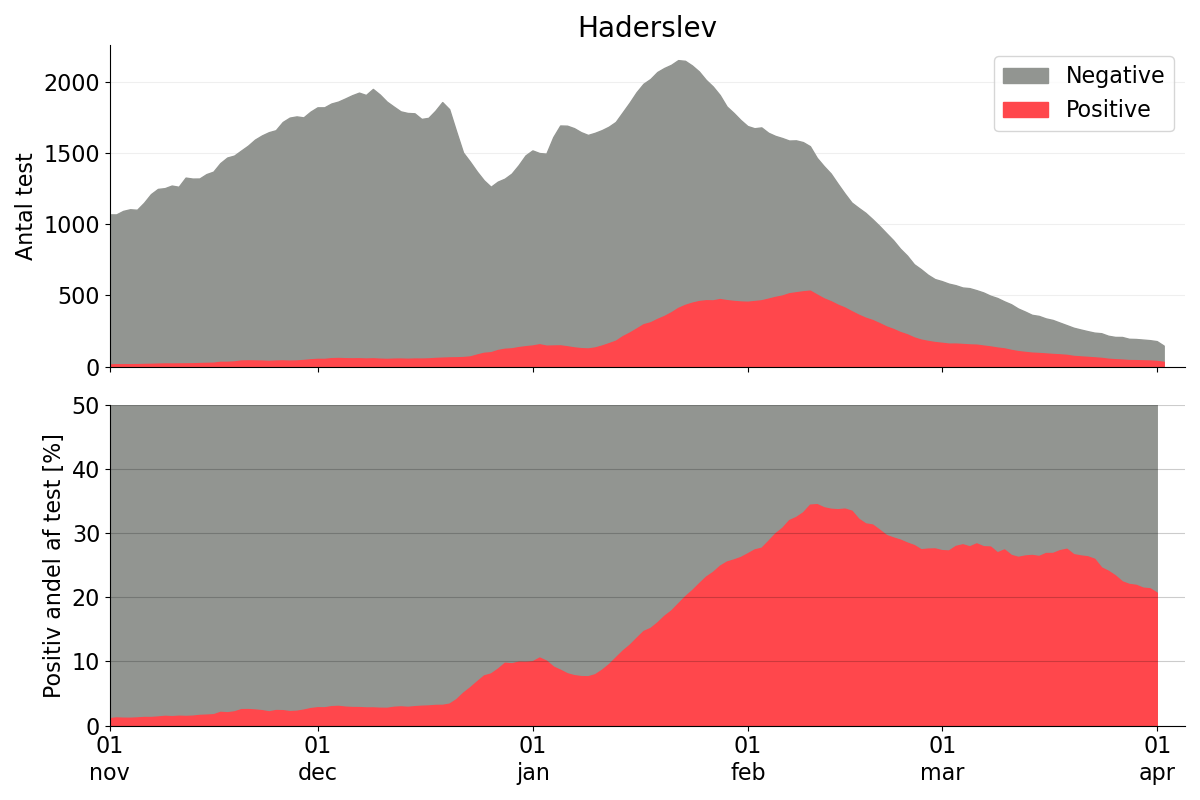 Haderslev
Antal test
2000
1500
1000
500
0
Negative
Positive
Positiv andel af test [%]
50
40
30
20
10
0
01 01 01 01 01 01
nov dec jan feb mar apr